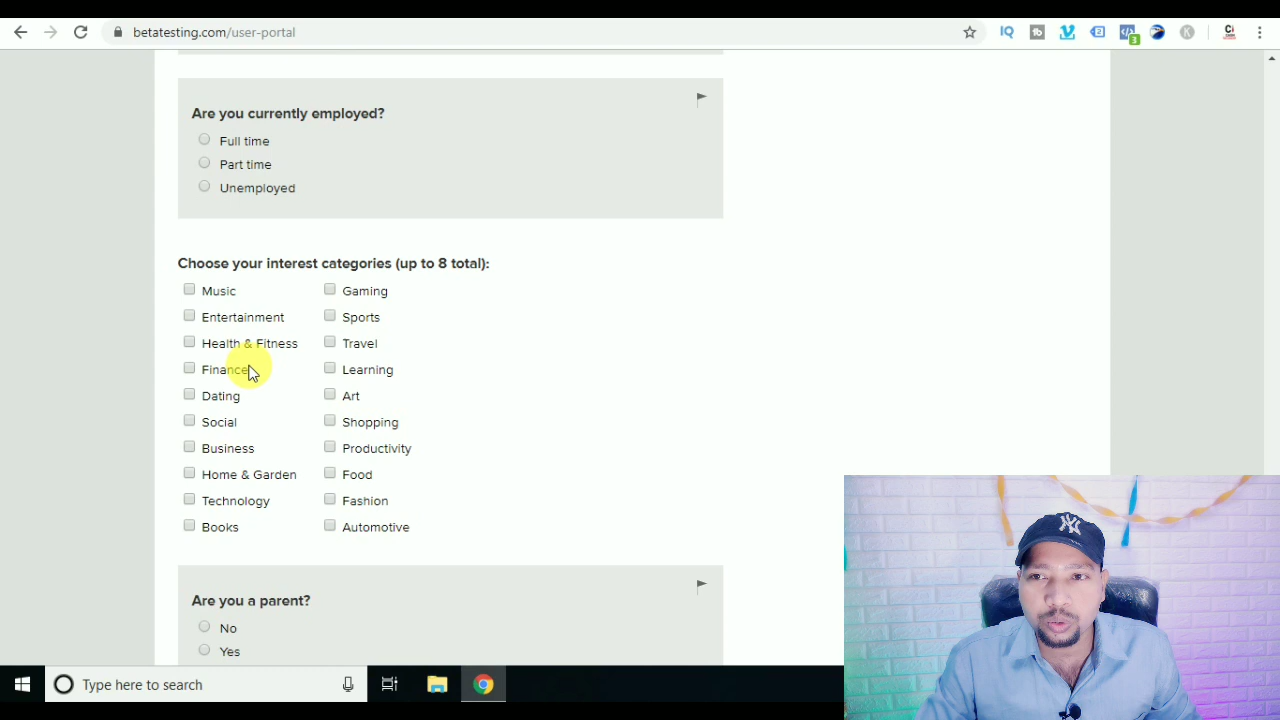 betatesting.com/user-portal
Are you currently employed?
Full time
Part time
Unemployed
Choose your interest categories (up to 8 total):
Music
Gaming
Entertainment
Sports
Health & Fitness
Travel
Finance
Learning
Dating
Art
Social
Shopping
Business
Productivity
Home & Garden
Food
Technology
Fashion
Books
Automotive
Are you a parent?
No
Yes
Type here to search